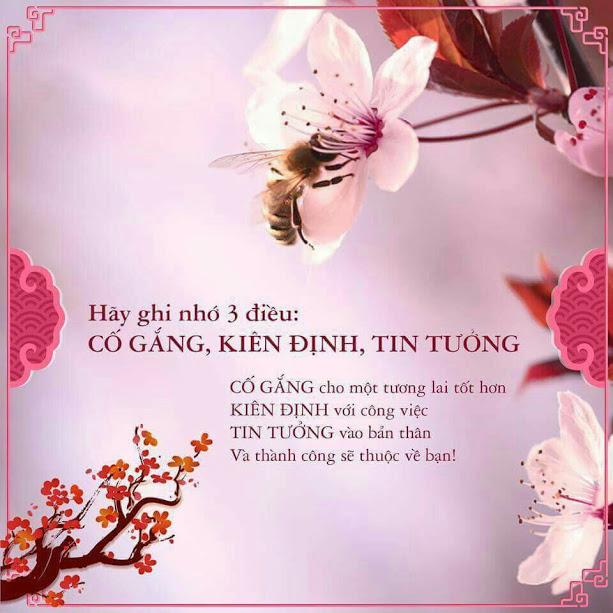 Hãy ghi nhớ 3 điều:
CỐ GẮNG, KIÊN ĐỊNH, TIN TƯỞNG
CỐ GẮNG cho một tương lai tốt hơn
KIÊN ĐỊNH với công việc
TIN TƯỞNG vào bản thân
Và thành công sẽ thuộc về bạn!